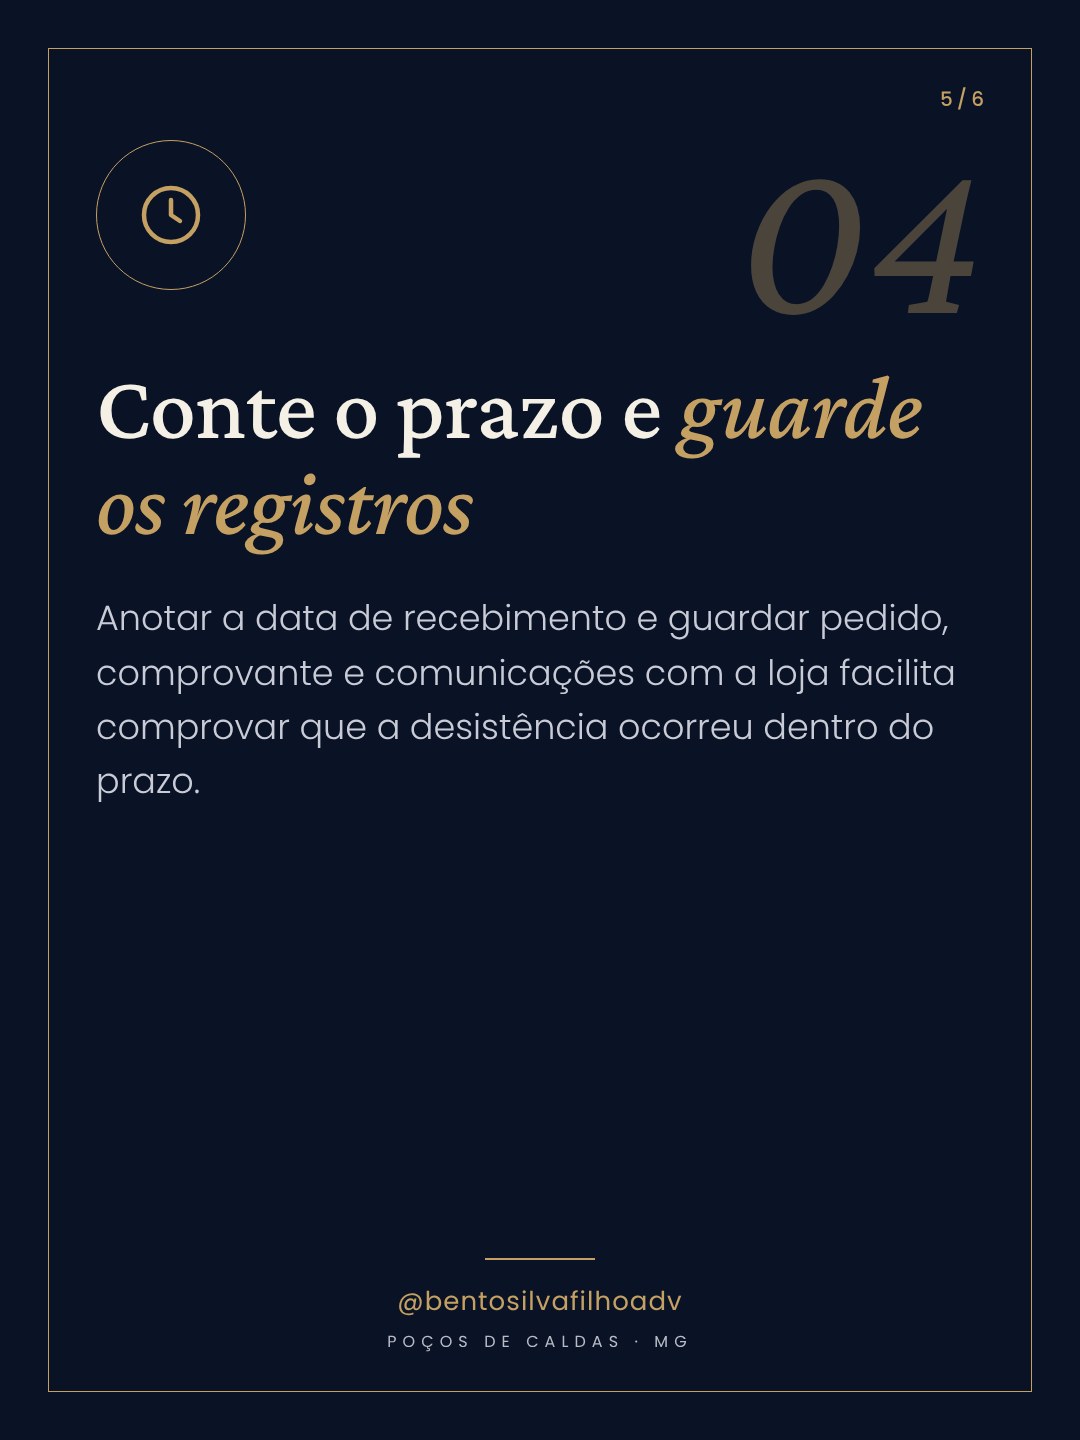 5 / 6
04
Conte o prazo e guarde
os registros
Anotar a data de recebimento e guardar pedido,
comprovante e comunicações com a loja facilita
comprovar que a desistência ocorreu dentro do
prazo.
@bentosilvafilhoadv
POÇOS DE CALDAS · MG